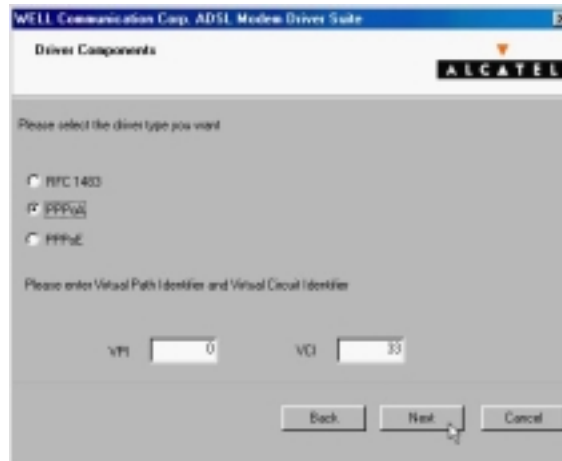 WELL Communication Corp. ADSL Modem Driver Suite
Driver Components
ALCATEL
Please select the driver type you want
RFC 1483
PPPoA
PPPoE
Please enter Virtual Path Identifier and Virtual Circuit Identifier
VPI 0 VCI 33
Back Next Cancel